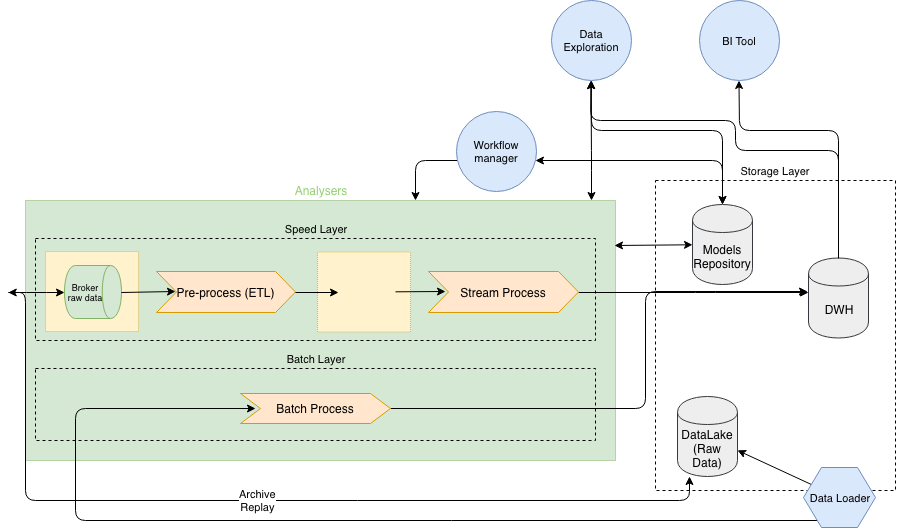 Data
Exploration
BI Tool
Workflow
manager
Storage Layer
Analysers
Speed Layer
Models
Repository
Broker
raw data
Pre-process (ETL)
Stream Process
DWH
Batch Layer
Batch Process
DataLake
(Raw
Data)
Archive
Replay
Data Loader